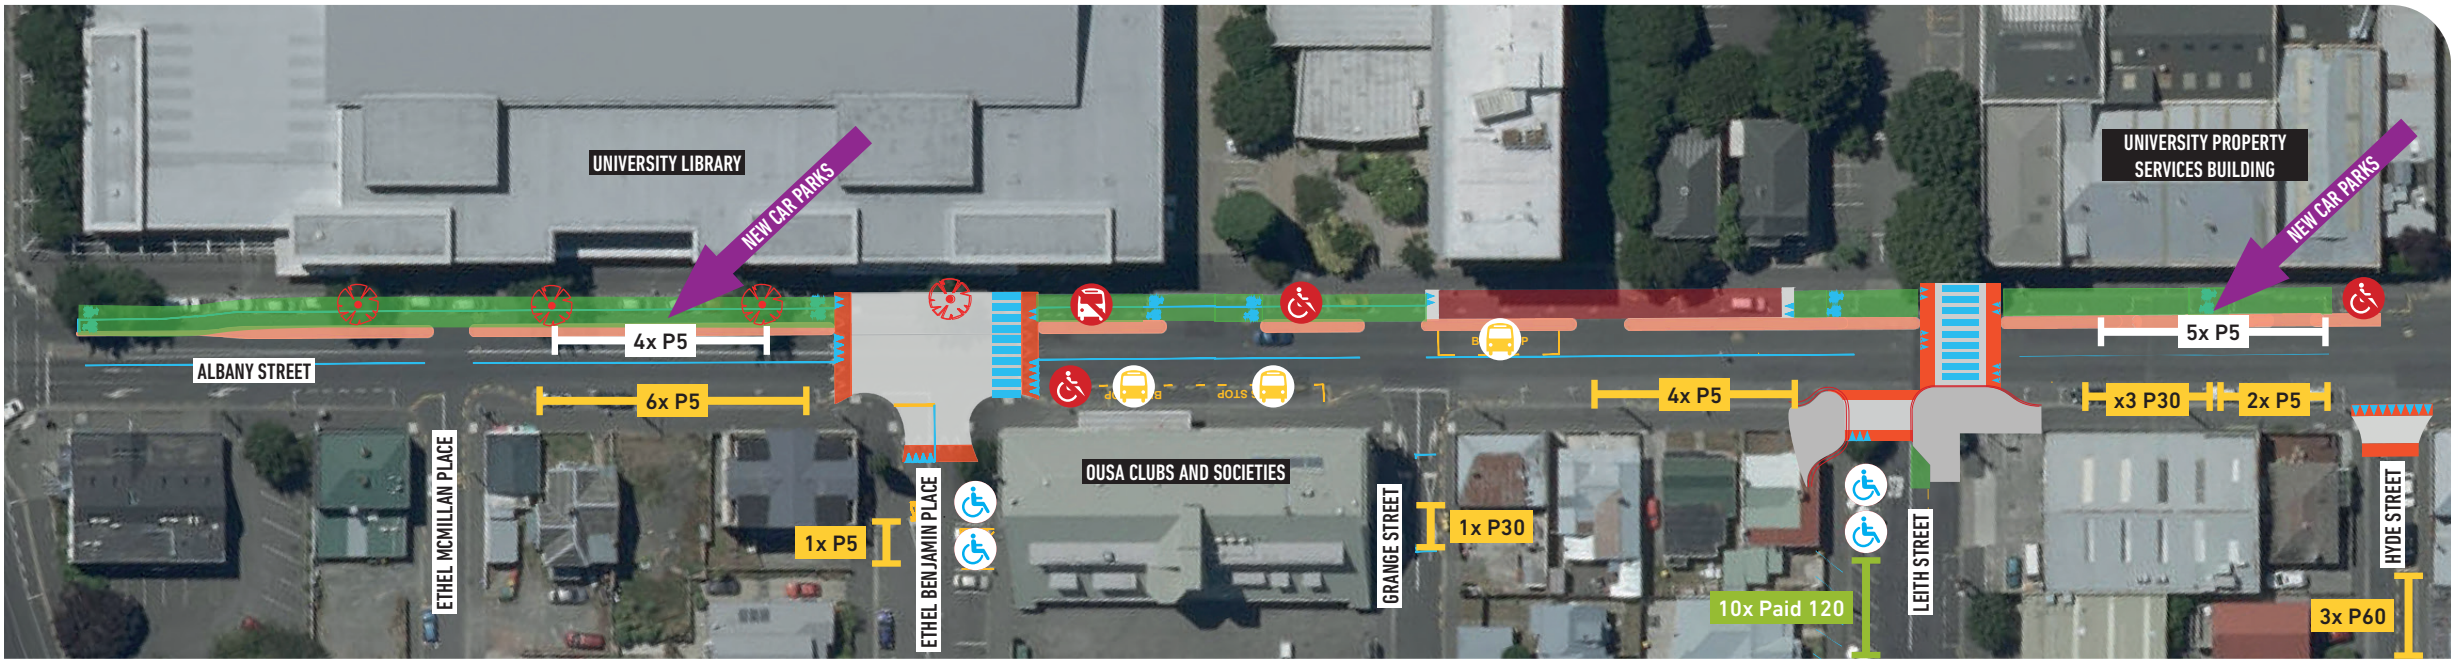 UNIVERSITY LIBRARY
NEW CAR PARKS
UNIVERSITY PROPERTY
SERVICES BUILDING
NEW CAR PARKS
4x P5
5x P5
ALBANY STREET
6x P5
4x P5
x3 P30
2x P5
ETHEL MCMILLAN PLACE
ETHEL BENJAMIN PLACE
1x P5
OUSA CLUBS AND SOCIETIES
GRANGE STREET
1x P30
10x Paid 120
LEITH STREET
HYDE STREET
3x P60